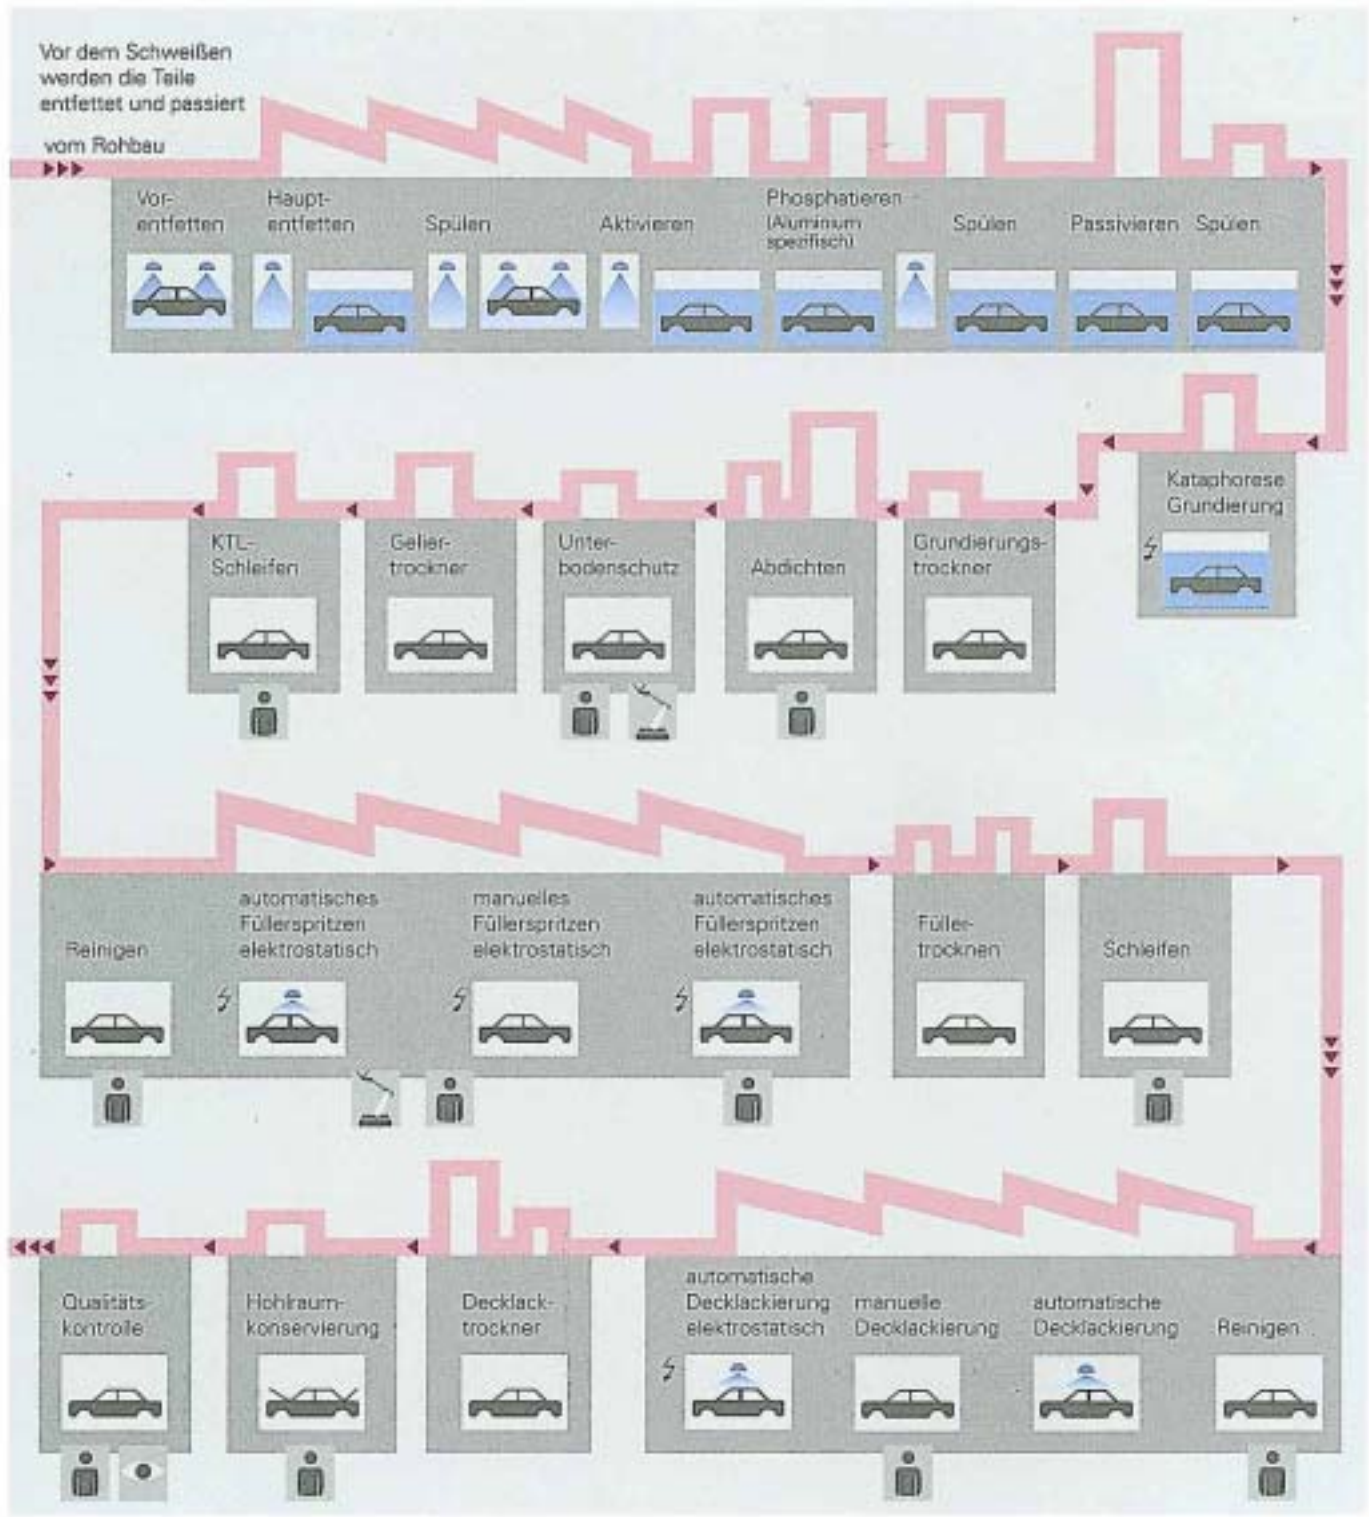 Vor dem Schweißen
werden die Teile
entfettet und passiert
vom Rohbau
Vor-
entfetten
Haupt-
entfetten
Spülen
Aktivieren
Phosphatieren
(Aluminium
spezifisch)
Spülen
Passivieren
Spülen
Kataphorese
Grundierung
Grundierungs-
trockner
Abdichten
Unter-
bodenschutz
Gelier-
trockner
KTL-
Schleifen
Reinigen
automatisches
Füllerspritzen
elektrostatisch
manuelles
Füllerspritzen
elektrostatisch
automatisches
Füllerspritzen
elektrostatisch
Füller-
trocknen
Schleifen
Reinigen
automatische
Decklackierung
manuelle
Decklackierung
automatische
Decklackierung
elektrostatisch
Decklack-
trockner
Hohlraum-
konservierung
Qualitäts-
kontrolle